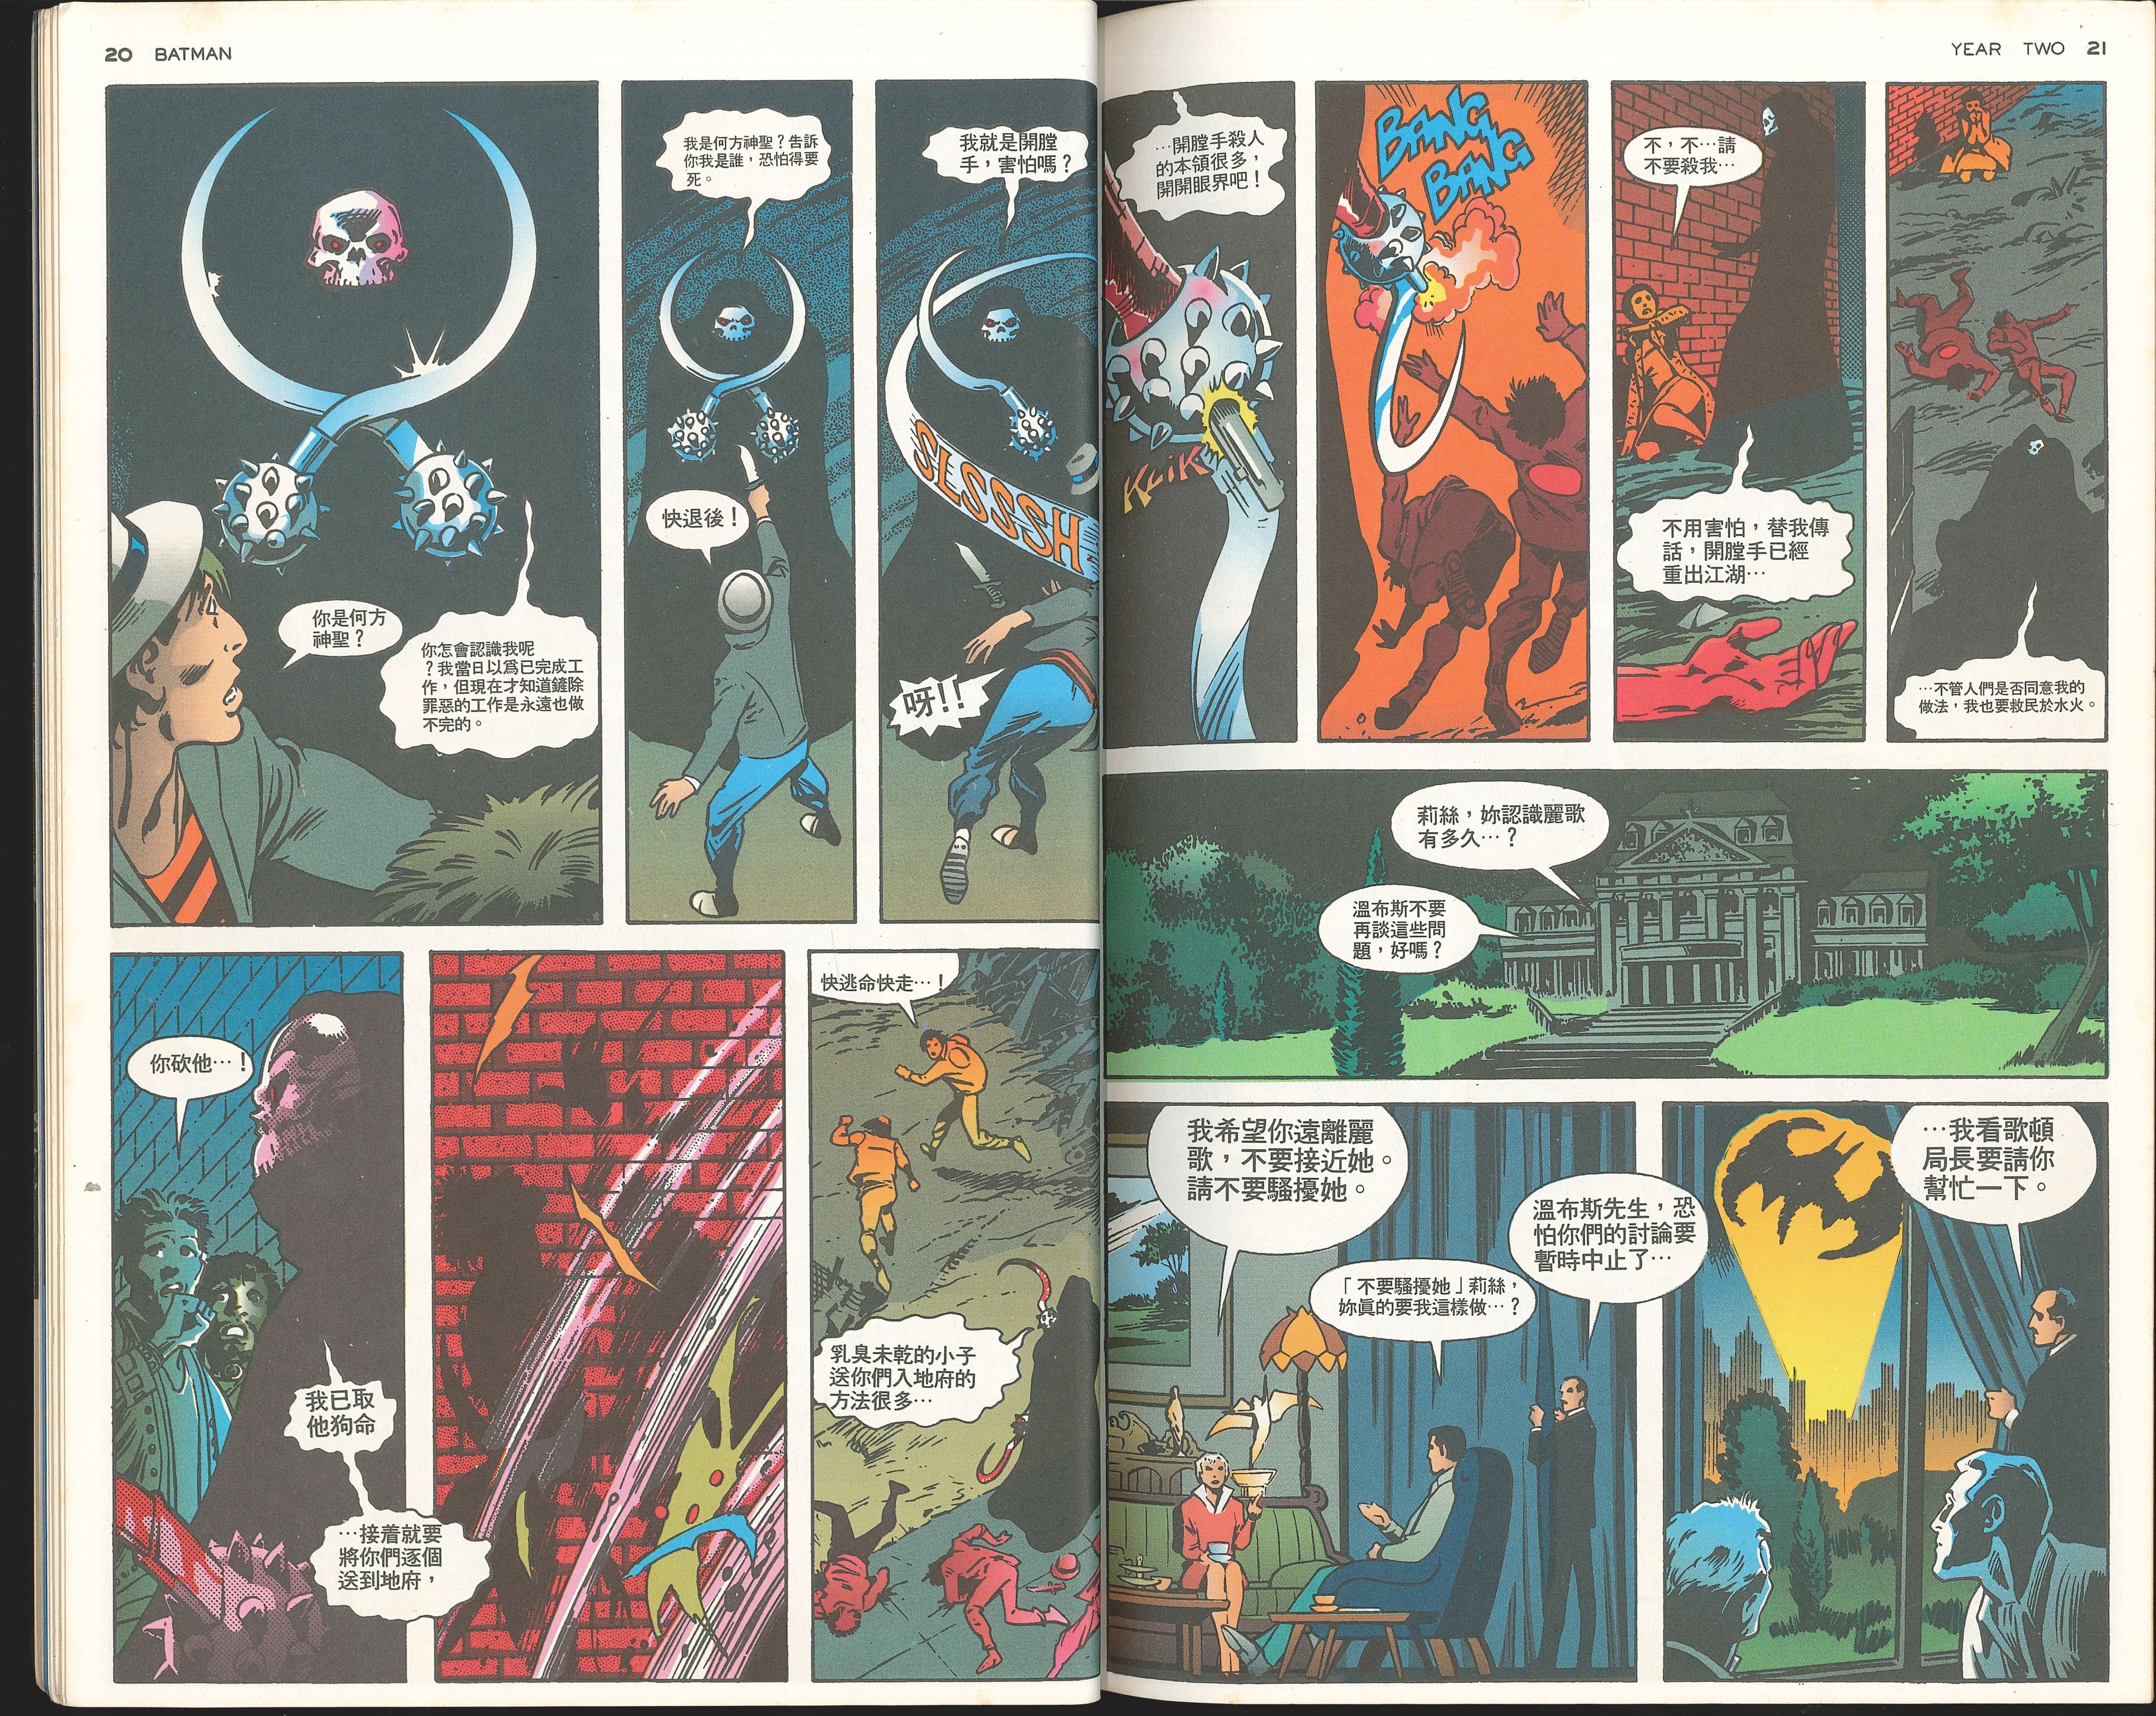 20 BATMAN
你是何方
神聖？
你怎會認識我呢
？我當日以為已完成工
作，但現在才知道鏟除
罪惡的工作是永遠也做
不完的。
我是何方神聖？告訴
你我是誰，恐怕得要
死。
快退後！
我就是開膛
手，害怕嗎？
SLSSSSH
呀!!
你砍他…！
我已取
他狗命
…接着就要
將你們逐個
送到地府，
快逃命快走…！
乳臭未乾的小子
送你們入地府的
方法很多…
YEAR TWO 21
…開膛手殺人
的本領很多，
開開眼界吧！
KLIK
BANG
BANG
不，不…請
不要殺我…
不用害怕，替我傳
話，開膛手已經
重出江湖…
…不管人們是否同意我的
做法，我也要救民於水火。
莉絲，妳認識麗歌
有多久…？
溫布斯不要
再談這些問
題，好嗎？
我希望你遠離麗
歌，不要接近她。
請不要騷擾她。
「不要騷擾她」莉絲，
妳眞的要我這樣做…？
溫布斯先生，恐
怕你們的討論要
暫時中止了…
…我看歌頓
局長要請你
幫忙一下。